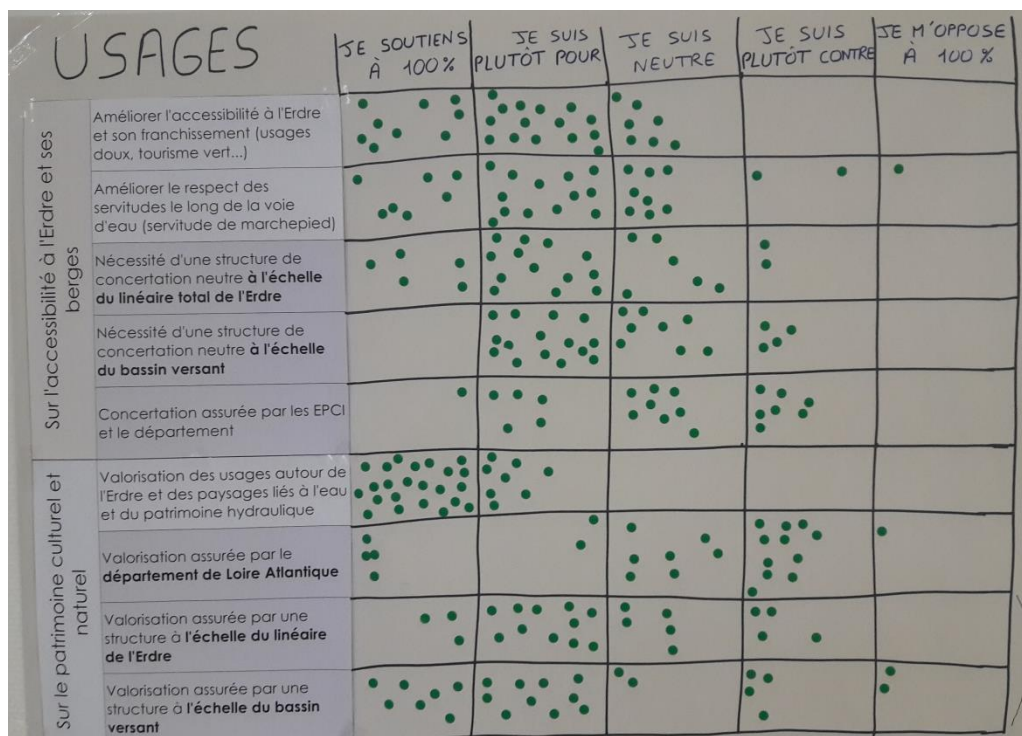 USAGES
JE SOUTIENS
À 100%
JE SUIS
PLUTÔT POUR
JE SUIS
NEUTRE
JE SUIS
PLUTÔT CONTRE
JE M'OPPOSE
À 100%
Sur l'accessibilité à l'Erdre et ses
berges
Améliorer l'accessibilité à l'Erdre
et son franchissement (usages
doux, tourisme vert...)
Améliorer le respect des
servitudes le long de la voie
d'eau (servitude de marchepied)
Nécessité d'une structure de
concertation neutre à l'échelle
du linéaire total de l'Erdre
Nécessité d'une structure de
concertation neutre à l'échelle
du bassin versant
Concertation assurée par les EPCI
et le département
Sur le patrimoine culturel et
naturel
Valorisation des usages autour de
l'Erdre et des paysages liés à l'eau
et du patrimoine hydraulique
Valorisation assurée par le
département de Loire Atlantique
Valorisation assurée par une
structure à l'échelle du linéaire
de l'Erdre
Valorisation assurée par une
structure à l'échelle du bassin
versant